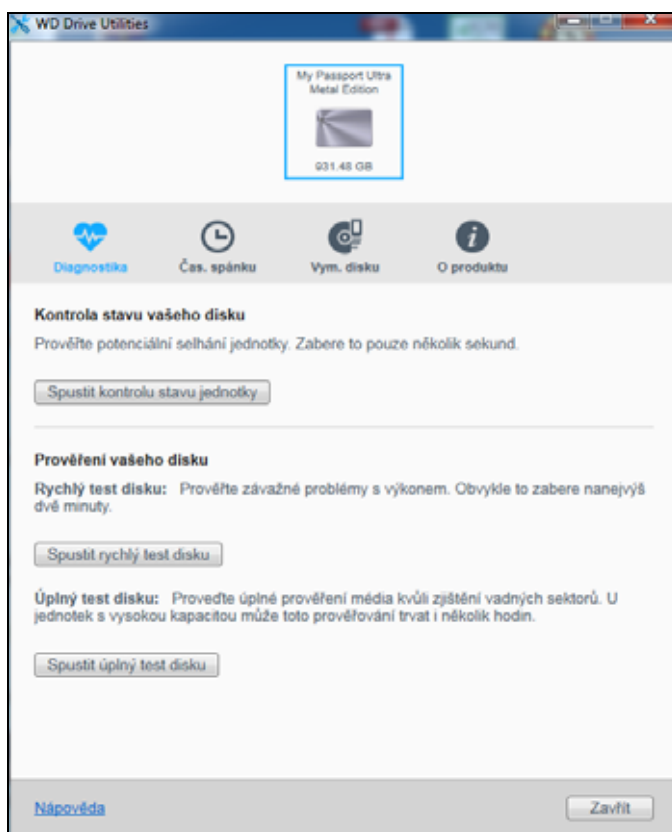 WD Drive Utilities
My Passport Ultra
Metal Edition
931.48 GB
Diagnostika
Čas. spánku
Vym. disku
O produktu
Kontrola stavu vašeho disku
Prověřte potenciální selhání jednotky. Zabere to pouze několik sekund.
Spustit kontrolu stavu jednotky
Prověření vašeho disku
Rychlý test disku: Prověřte závažné problémy s výkonem. Obvykle to zabere nanejvýš
dvě minuty.
Spustit rychlý test disku
Úplný test disku: Proveďte úplné prověření média kvůli zjištění vadných sektorů. U
jednotek s vysokou kapacitou může toto prověřování trvat i několik hodin.
Spustit úplný test disku
Nápověda
Zavřít